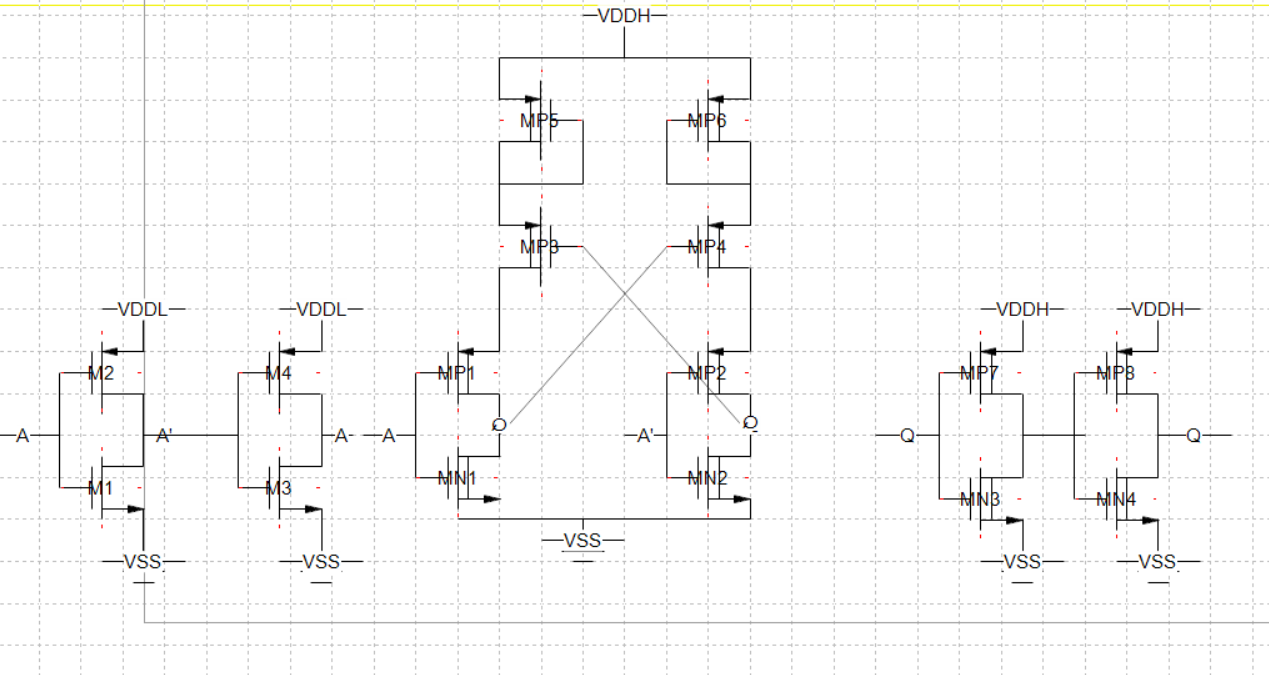 VDDH
MP5 MP6
MP3 MP4
VDDL VDDL VDDH VDDH
M2 M4 MP1 MP2 MP7 MP8
Q Q
A A' A A A' Q Q
MN1 MN2
M1 M3 MN3 MN4
VSS
VSS VSS VSS VSS